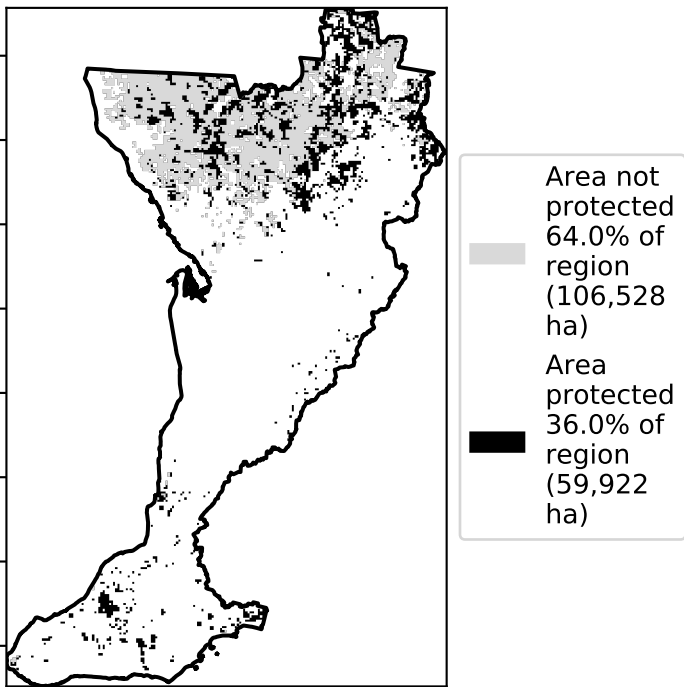 Area not
protected
64.0% of
region
(106,528
ha)
Area
protected
36.0% of
region
(59,922
ha)